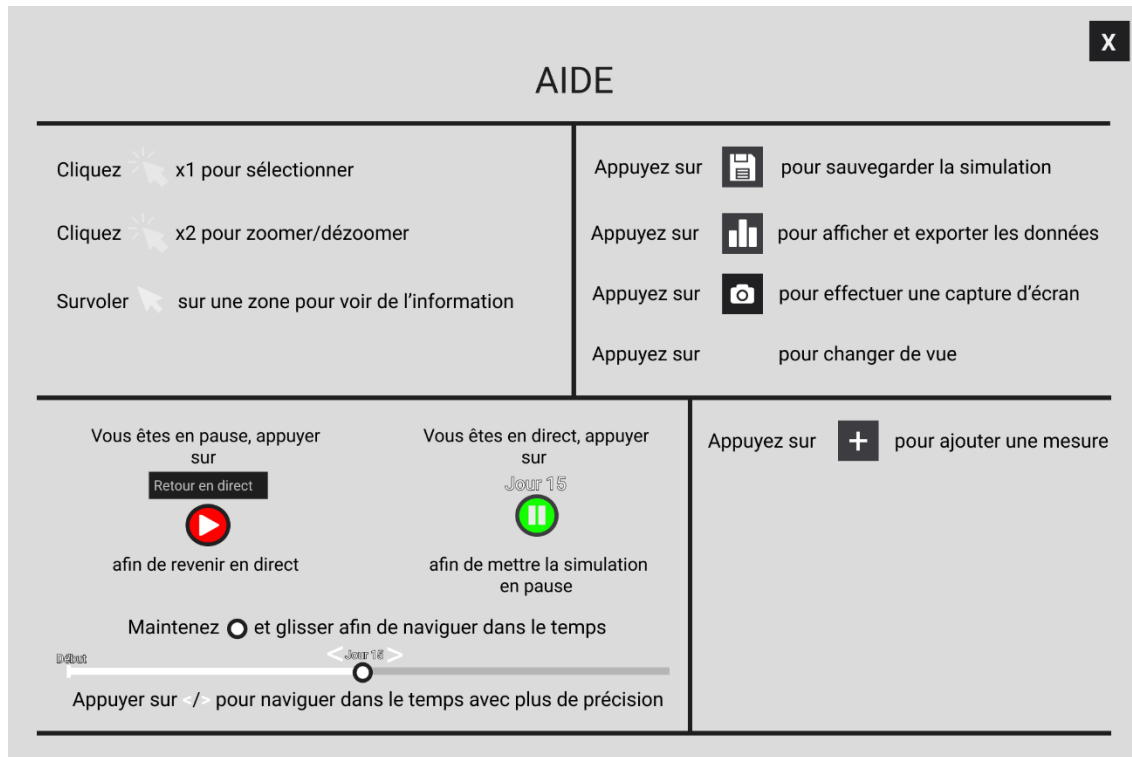 X
AIDE
Cliquez x1 pour sélectionner
Cliquez x2 pour zoomer/dézoomer
Survoler sur une zone pour voir de l'information
Appuyez sur pour sauvegarder la simulation
Appuyez sur pour afficher et exporter les données
Appuyez sur pour effectuer une capture d'écran
Appuyez sur pour changer de vue
Vous êtes en pause, appuyer
sur
Retour en direct
afin de revenir en direct
Vous êtes en direct, appuyer
sur
Jour 15
afin de mettre la simulation
en pause
Maintenez et glisser afin de naviguer dans le temps
Début
< Jour 15 >
Appuyer sur </> pour naviguer dans le temps avec plus de précision
Appuyez sur + pour ajouter une mesure